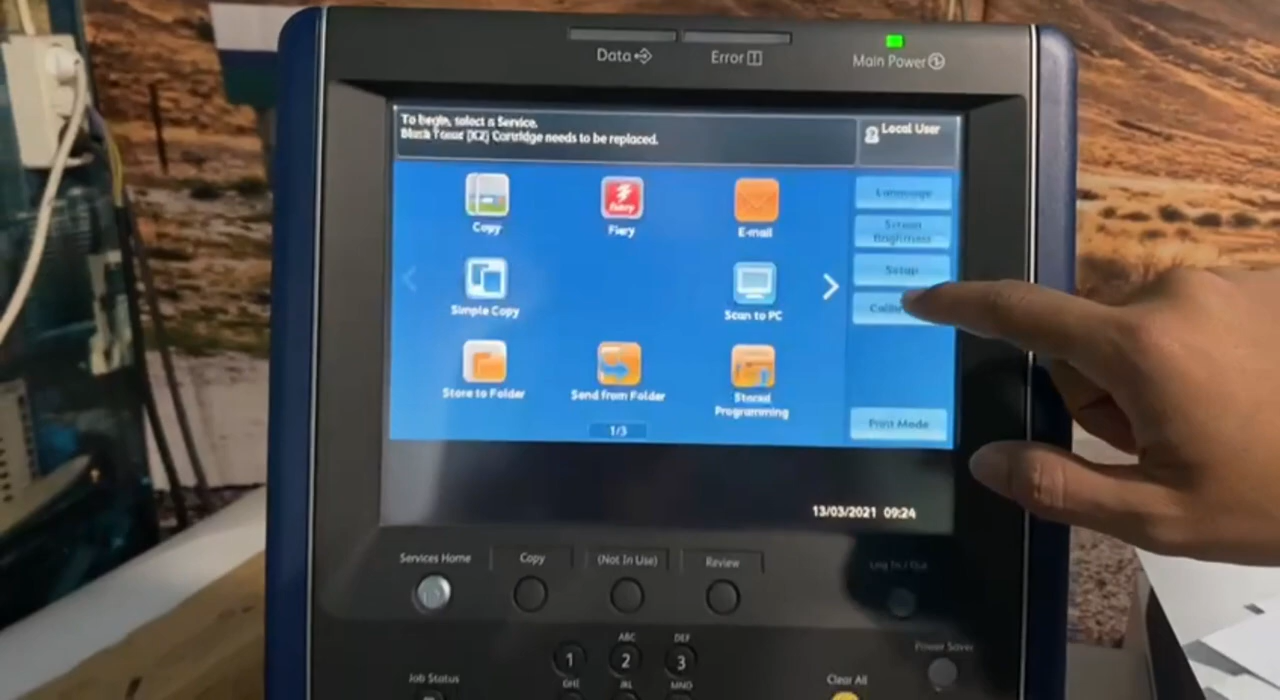 Data
Error
Main Power
To begin, select a Service.
Black Toner [K2] Cartridge needs to be replaced.
Local User
Language
Copy
Fiery
Fiery
E-mail
Screen
Brightness
Setup
Simple Copy
Scan to PC
Store to Folder
Send from Folder
Stored
Programming
Print Mode
1/3
13/03/2021 09:24
Services Home
Copy
(Not In Use)
Review
Log In / Out
ABC
DEF
1
2
3
Power Saver
Job Status
GHI
JKL
MNO
Clear All